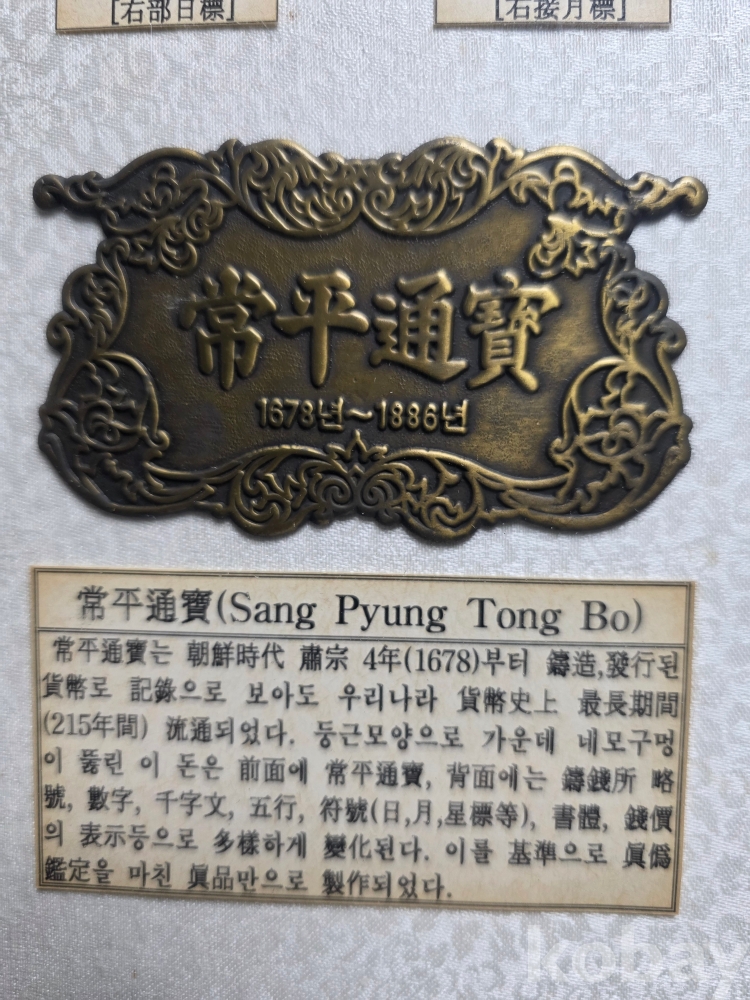 [右部日標]
[右接月標]
常平通寶
1678년~1886년
常平通寶(Sang Pyung Tong Bo)
常平通寶는 朝鮮時代 肅宗 4年(1678)부터 鑄造,發行된
貨幣로 記錄으로 보아도 우리나라 貨幣史上 最長期間
(215年間) 流通되었다. 둥근모양으로 가운데 네모구멍
이 뚫린 이 돈은 前面에 常平通寶, 背面에는 鑄錢所 略
號, 數字, 千字文, 五行, 符號(日,月,星標等), 書體, 錢價
의 表示등으로 多樣하게 變化된다. 이를 基準으로 眞僞
鑑定을 마친 眞品만으로 製作되었다.
kobay